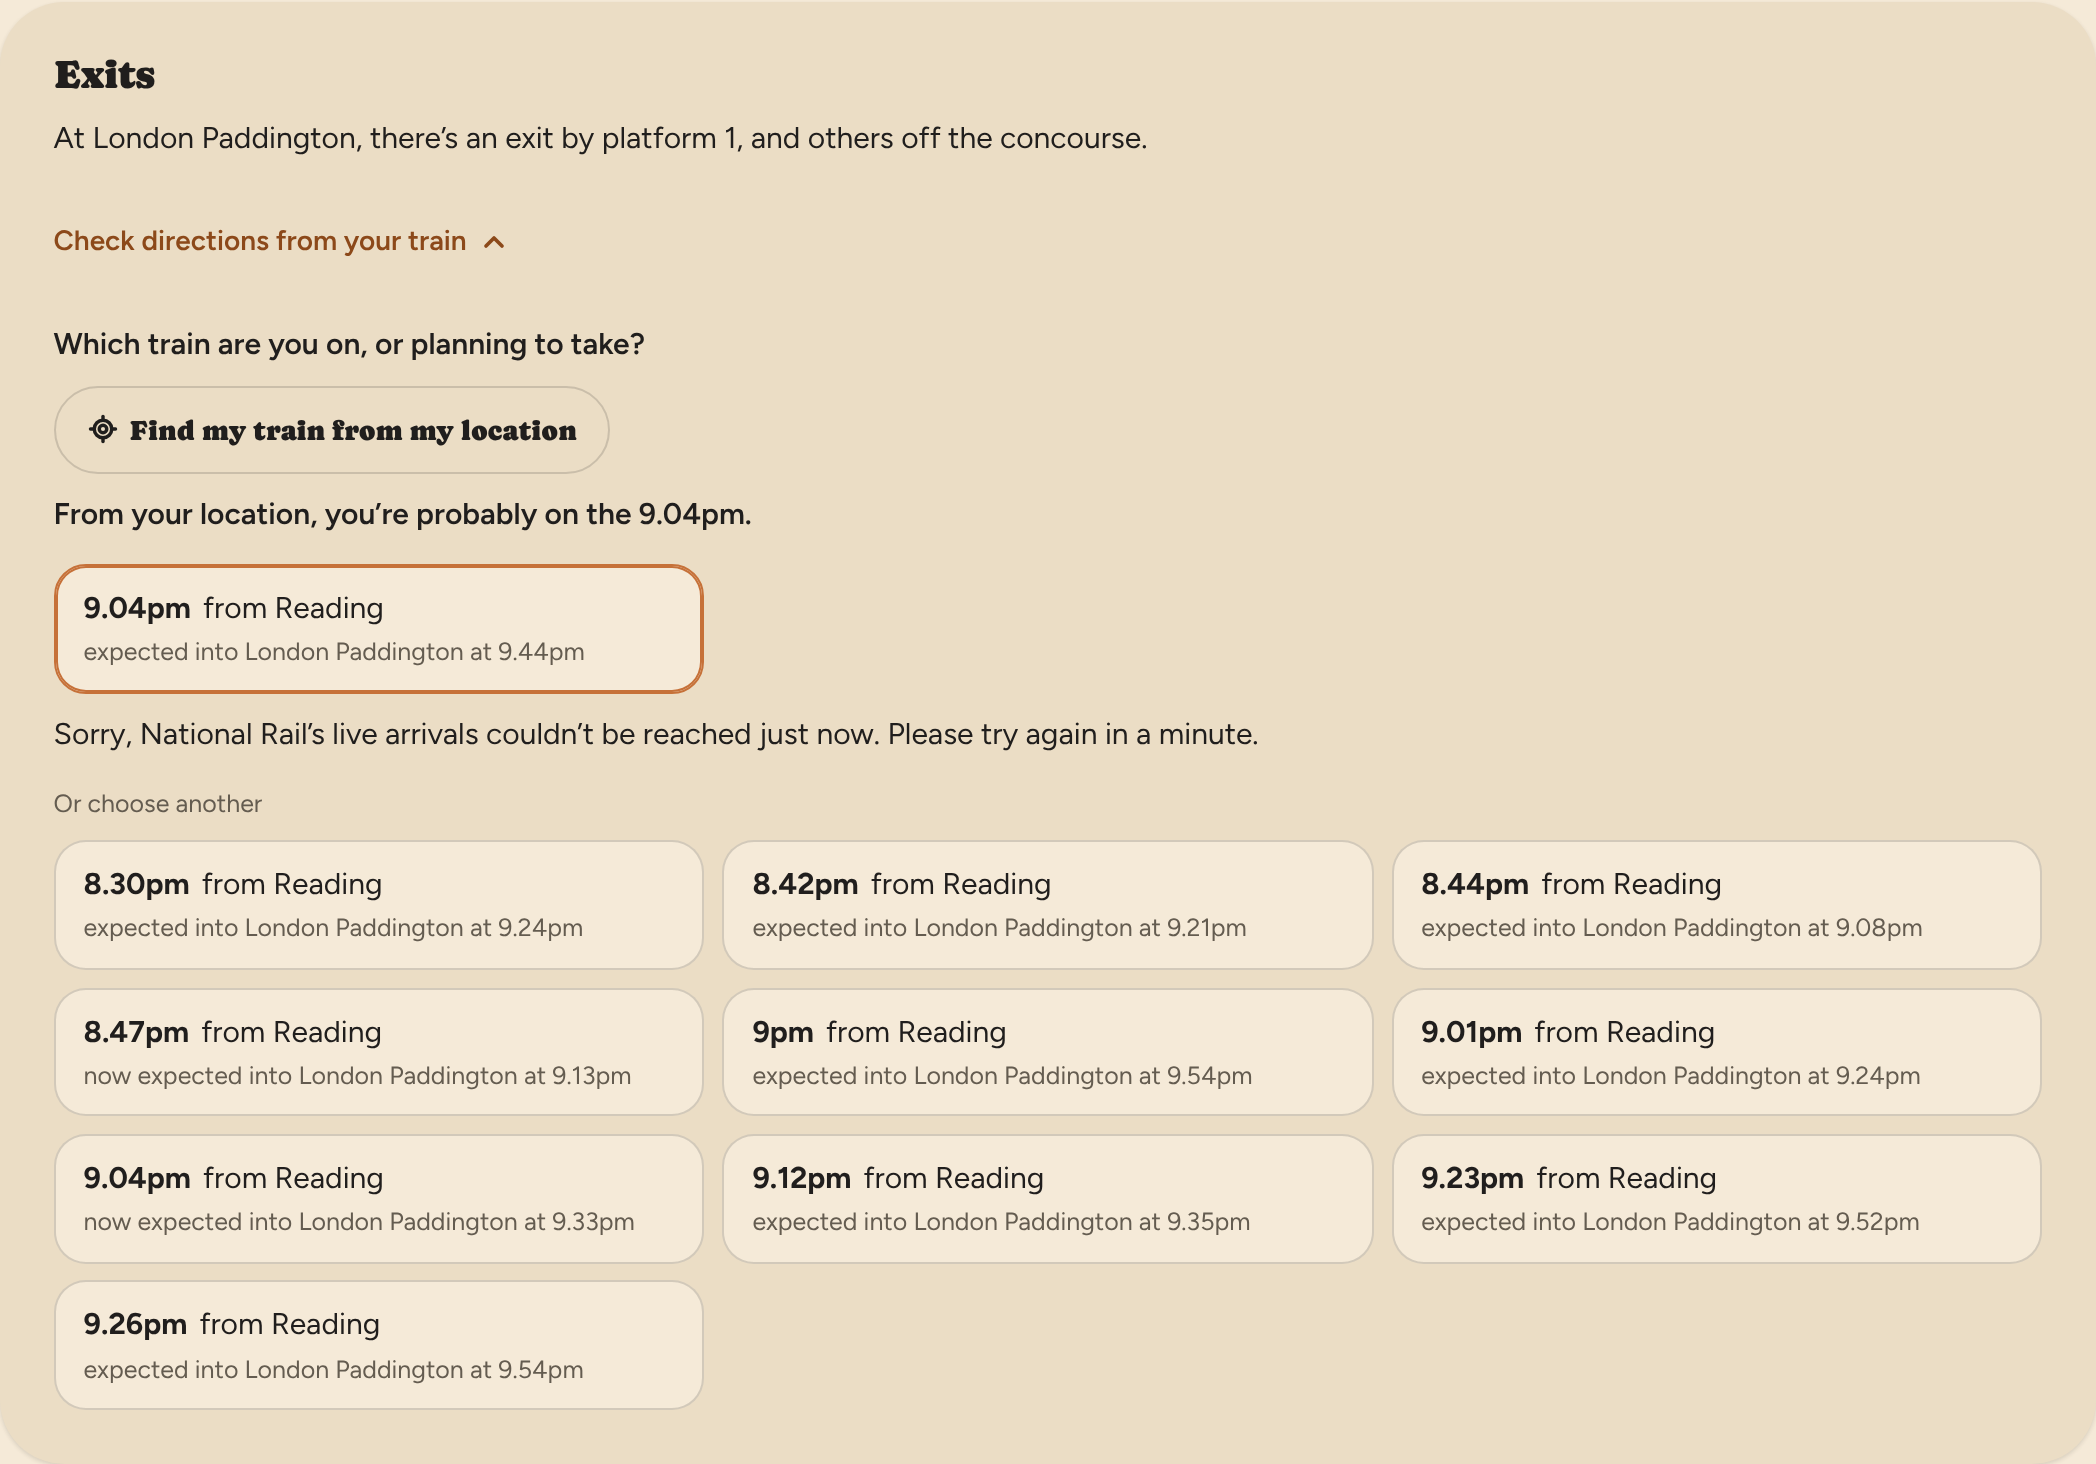 Exits
At London Paddington, there’s an exit by platform 1, and others off the concourse.
Check directions from your train
Which train are you on, or planning to take?
Find my train from my location
From your location, you’re probably on the 9.04pm.
9.04pm from Reading
expected into London Paddington at 9.44pm
Sorry, National Rail’s live arrivals couldn’t be reached just now. Please try again in a minute.
Or choose another
8.30pm from Reading
expected into London Paddington at 9.24pm
8.42pm from Reading
expected into London Paddington at 9.21pm
8.44pm from Reading
expected into London Paddington at 9.08pm
8.47pm from Reading
now expected into London Paddington at 9.13pm
9pm from Reading
expected into London Paddington at 9.54pm
9.01pm from Reading
expected into London Paddington at 9.24pm
9.04pm from Reading
now expected into London Paddington at 9.33pm
9.12pm from Reading
expected into London Paddington at 9.35pm
9.23pm from Reading
expected into London Paddington at 9.52pm
9.26pm from Reading
expected into London Paddington at 9.54pm